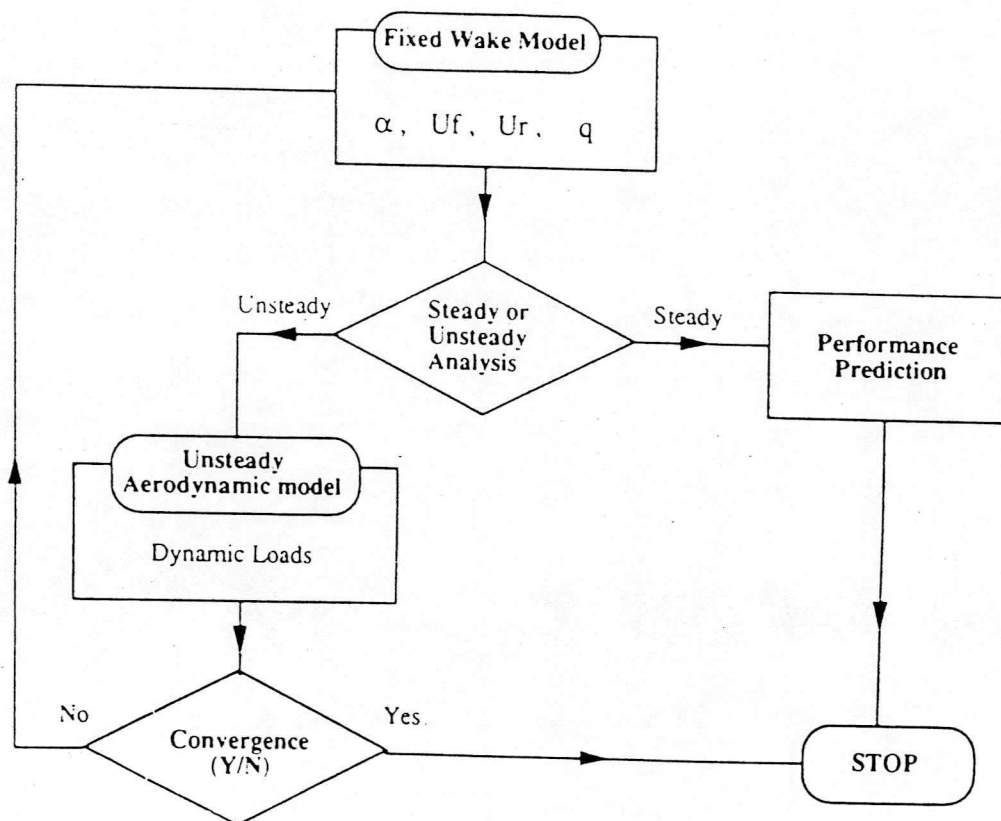 Fixed Wake Model
α, Uf, Ur, q
Unsteady
Steady or
Unsteady
Analysis
Steady
Performance
Prediction
Unsteady
Aerodynamic model
Dynamic Loads
No
Convergence
(Y/N)
Yes.
STOP